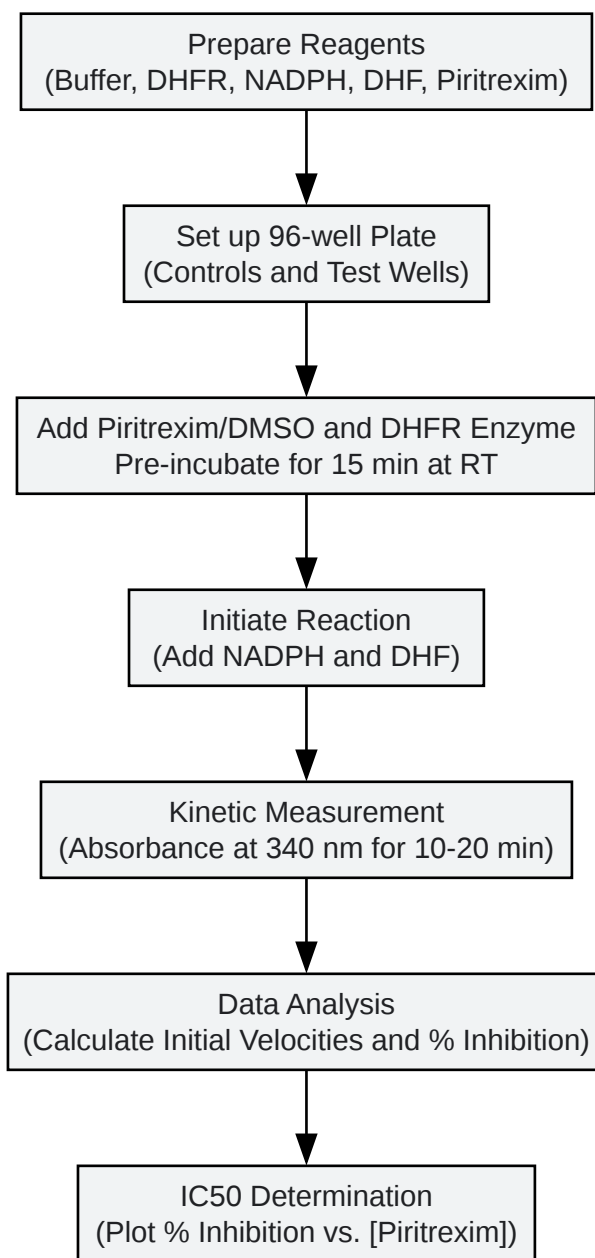 Prepare Reagents
(Buffer, DHFR, NADPH, DHF, Piritrexim)
Set up 96-well Plate
(Controls and Test Wells)
Add Piritrexim/DMSO and DHFR Enzyme
Pre-incubate for 15 min at RT
Initiate Reaction
(Add NADPH and DHF)
Kinetic Measurement
(Absorbance at 340 nm for 10-20 min)
Data Analysis
(Calculate Initial Velocities and % Inhibition)
IC50 Determination
(Plot % Inhibition vs. [Piritrexim])